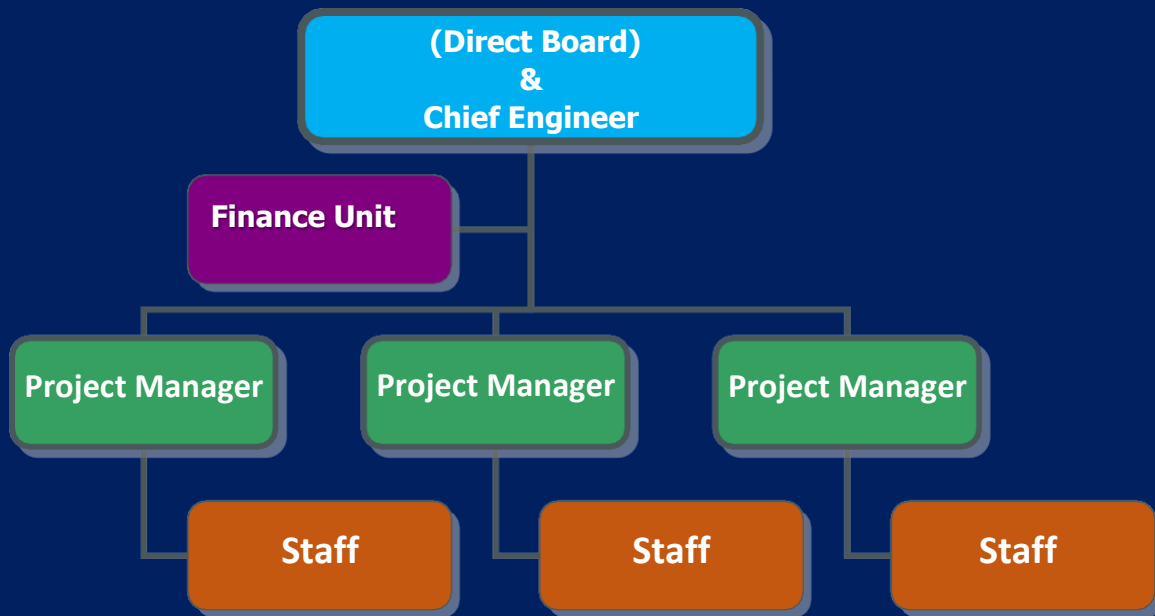 (Direct Board)
&
Chief Engineer
Finance Unit
Project Manager
Project Manager
Project Manager
Staff
Staff
Staff